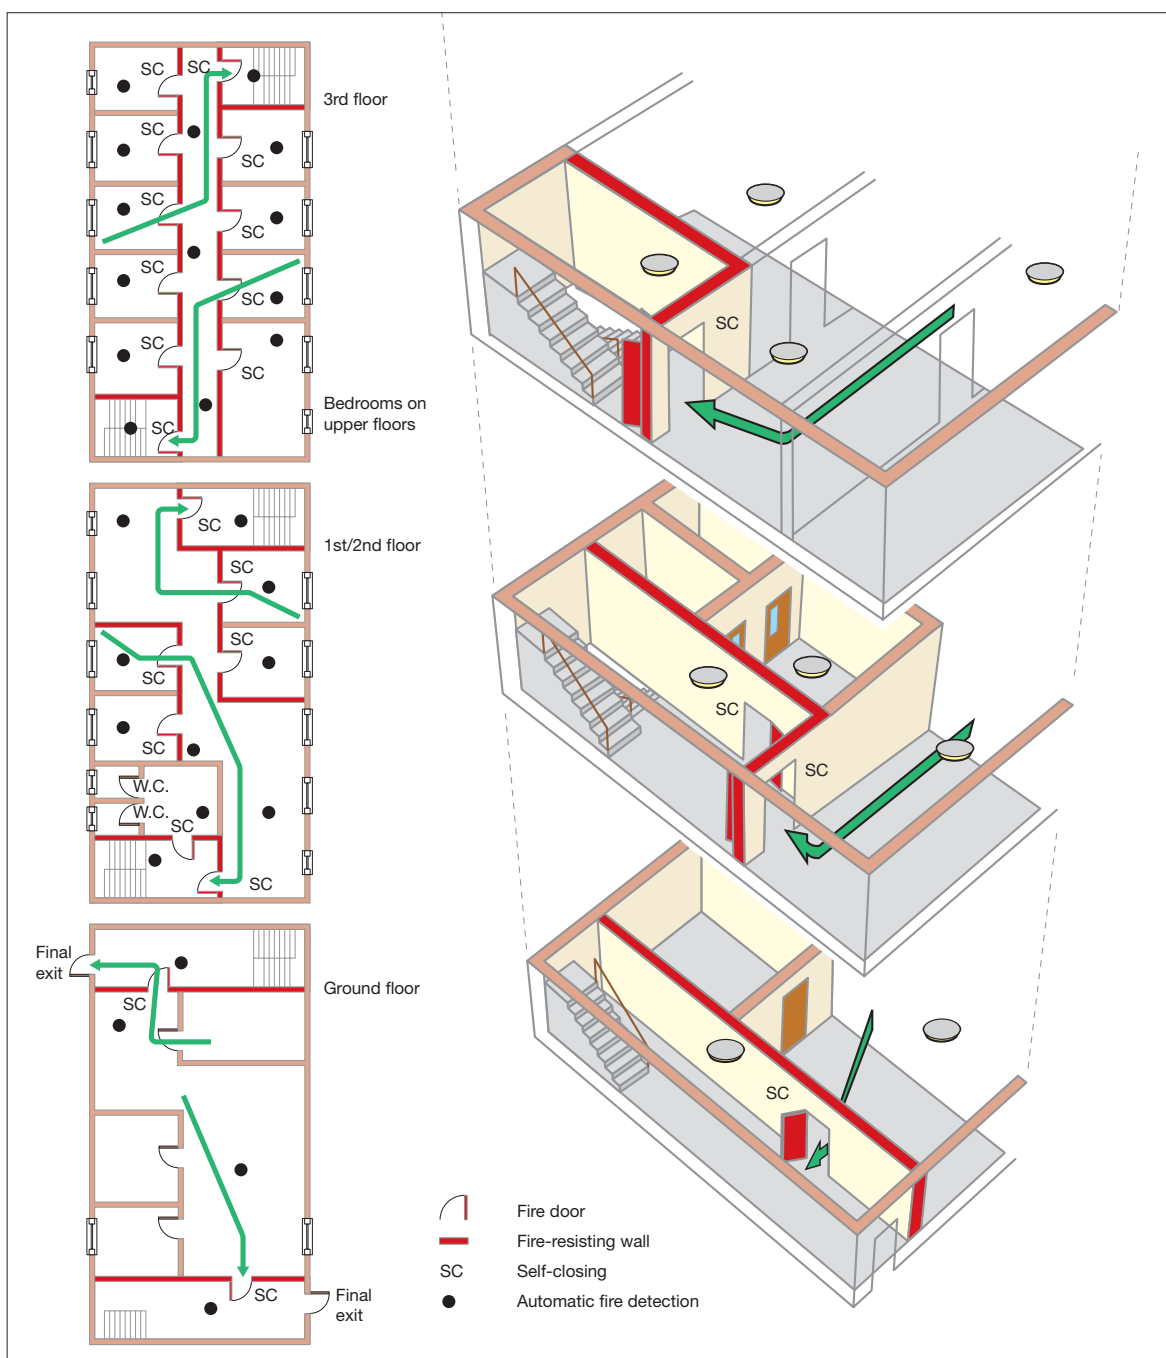 SC
SC
3rd floor
SC
SC
SC
SC
SC
SC
SC
SC
Bedrooms on
upper floors
SC
SC
1st/2nd floor
SC
SC
SC
SC
W.C.
W.C.
SC
SC
Final
exit
Ground floor
SC
SC
Final
exit
SC
SC
SC
SC
Fire door
Fire-resisting wall
SC
Self-closing
Automatic fire detection